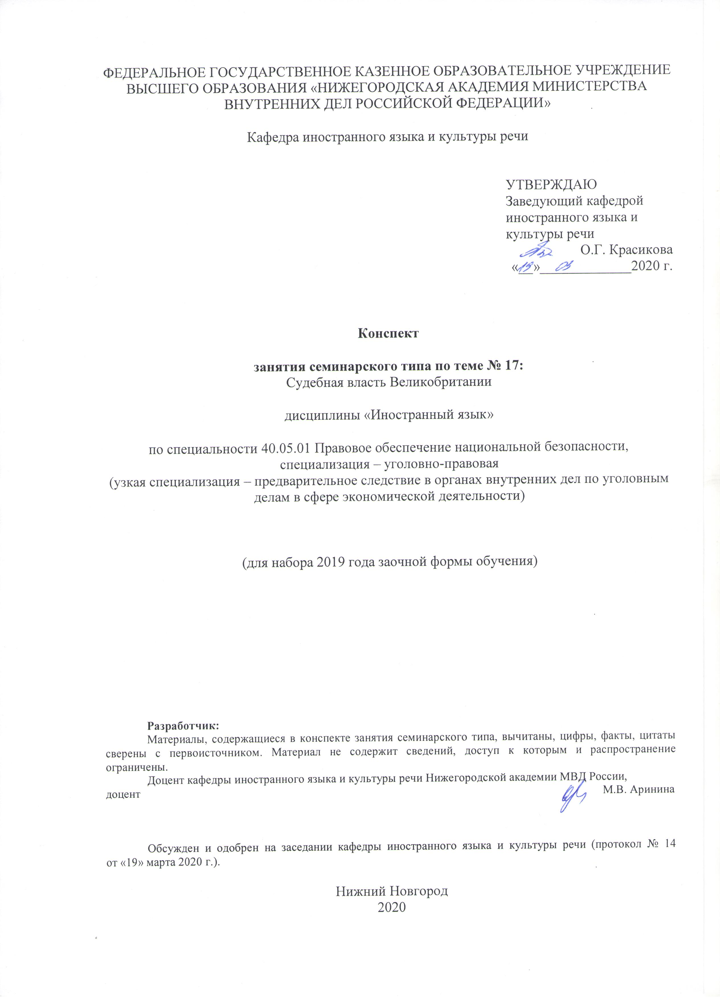 ФЕДЕРАЛЬНОЕ ГОСУДАРСТВЕННОЕ КАЗЕННОЕ ОБРАЗОВАТЕЛЬНОЕ УЧРЕЖДЕНИЕ
ВЫСШЕГО ОБРАЗОВАНИЯ «НИЖЕГОРОДСКАЯ АКАДЕМИЯ МИНИСТЕРСТВА
ВНУТРЕННИХ ДЕЛ РОССИЙСКОЙ ФЕДЕРАЦИИ»
Кафедра иностранного языка и культуры речи
УТВЕРЖДАЮ
Заведующий кафедрой
иностранного языка и
культуры речи
О.Г. Красикова
«19» 03 2020 г.
Конспект
занятия семинарского типа по теме № 17:
Судебная власть Великобритании
дисциплины «Иностранный язык»
по специальности 40.05.01 Правовое обеспечение национальной безопасности,
специализация – уголовно-правовая
(узкая специализация – предварительное следствие в органах внутренних дел по уголовным
делам в сфере экономической деятельности)
(для набора 2019 года заочной формы обучения)
Разработчик:
Материалы, содержащиеся в конспекте занятия семинарского типа, вычитаны, цифры, факты, цитаты
сверены с первоисточником. Материал не содержит сведений, доступ к которым и распространение
ограничены.
Доцент кафедры иностранного языка и культуры речи Нижегородской академии МВД России,
доцент М.В. Аринина
Обсужден и одобрен на заседании кафедры иностранного языка и культуры речи (протокол № 14
от «19» марта 2020 г.).
Нижний Новгород
2020